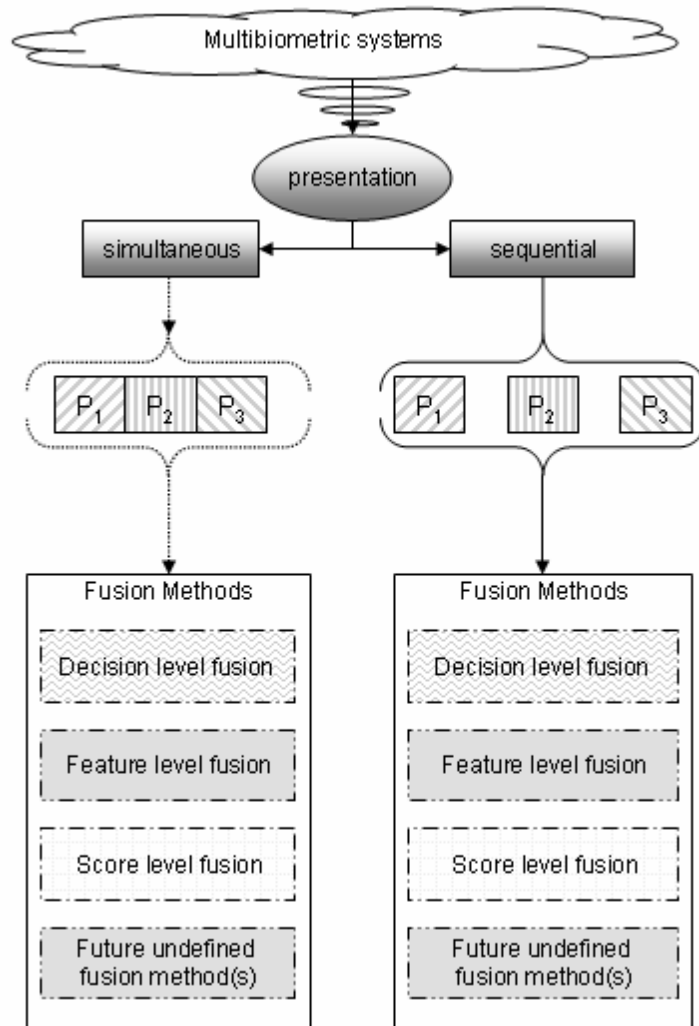 Multibiometric systems
presentation
simultaneous
sequential
P₁ P₂ P₃
P₁ P₂ P₃
Fusion Methods
Decision level fusion
Feature level fusion
Score level fusion
Future undefined
fusion method(s)
Fusion Methods
Decision level fusion
Feature level fusion
Score level fusion
Future undefined
fusion method(s)